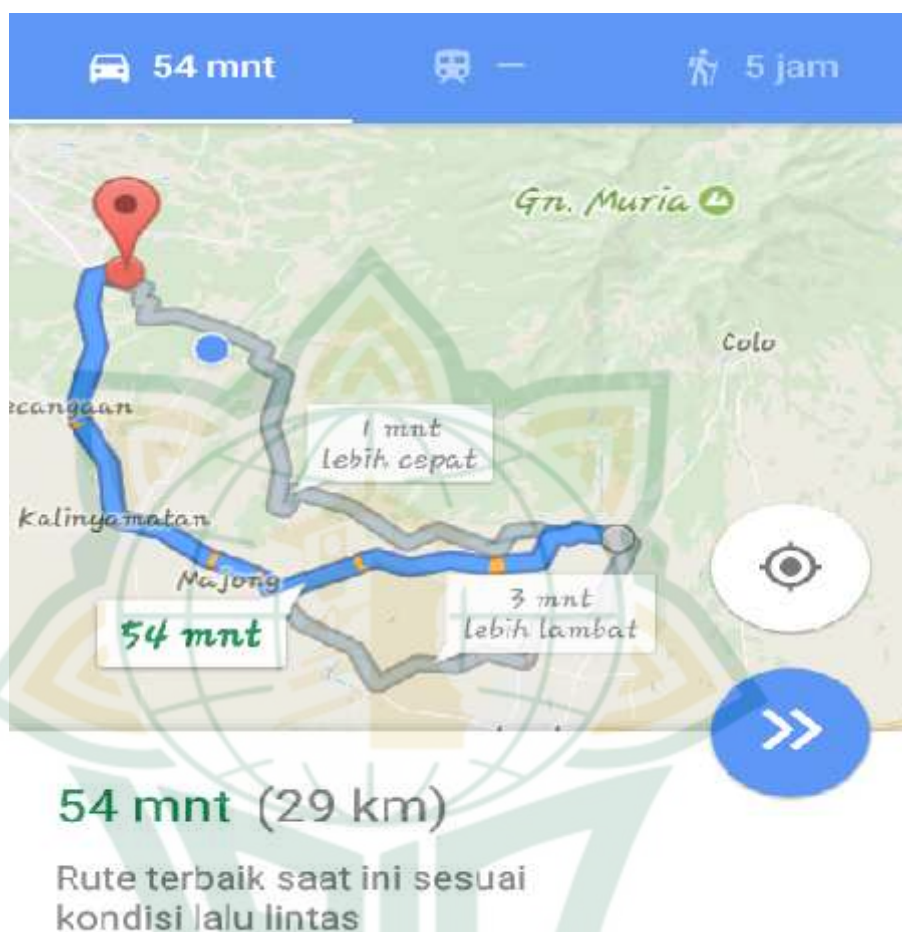 54 mnt
—
5 jam
Gn. Muria
Colo
ecangaan
1 mnt
lebih cepat
Kalinyamatan
Majong
3 mnt
lebih lambat
54 mnt
54 mnt (29 km)
Rute terbaik saat ini sesuai
kondisi lalu lintas